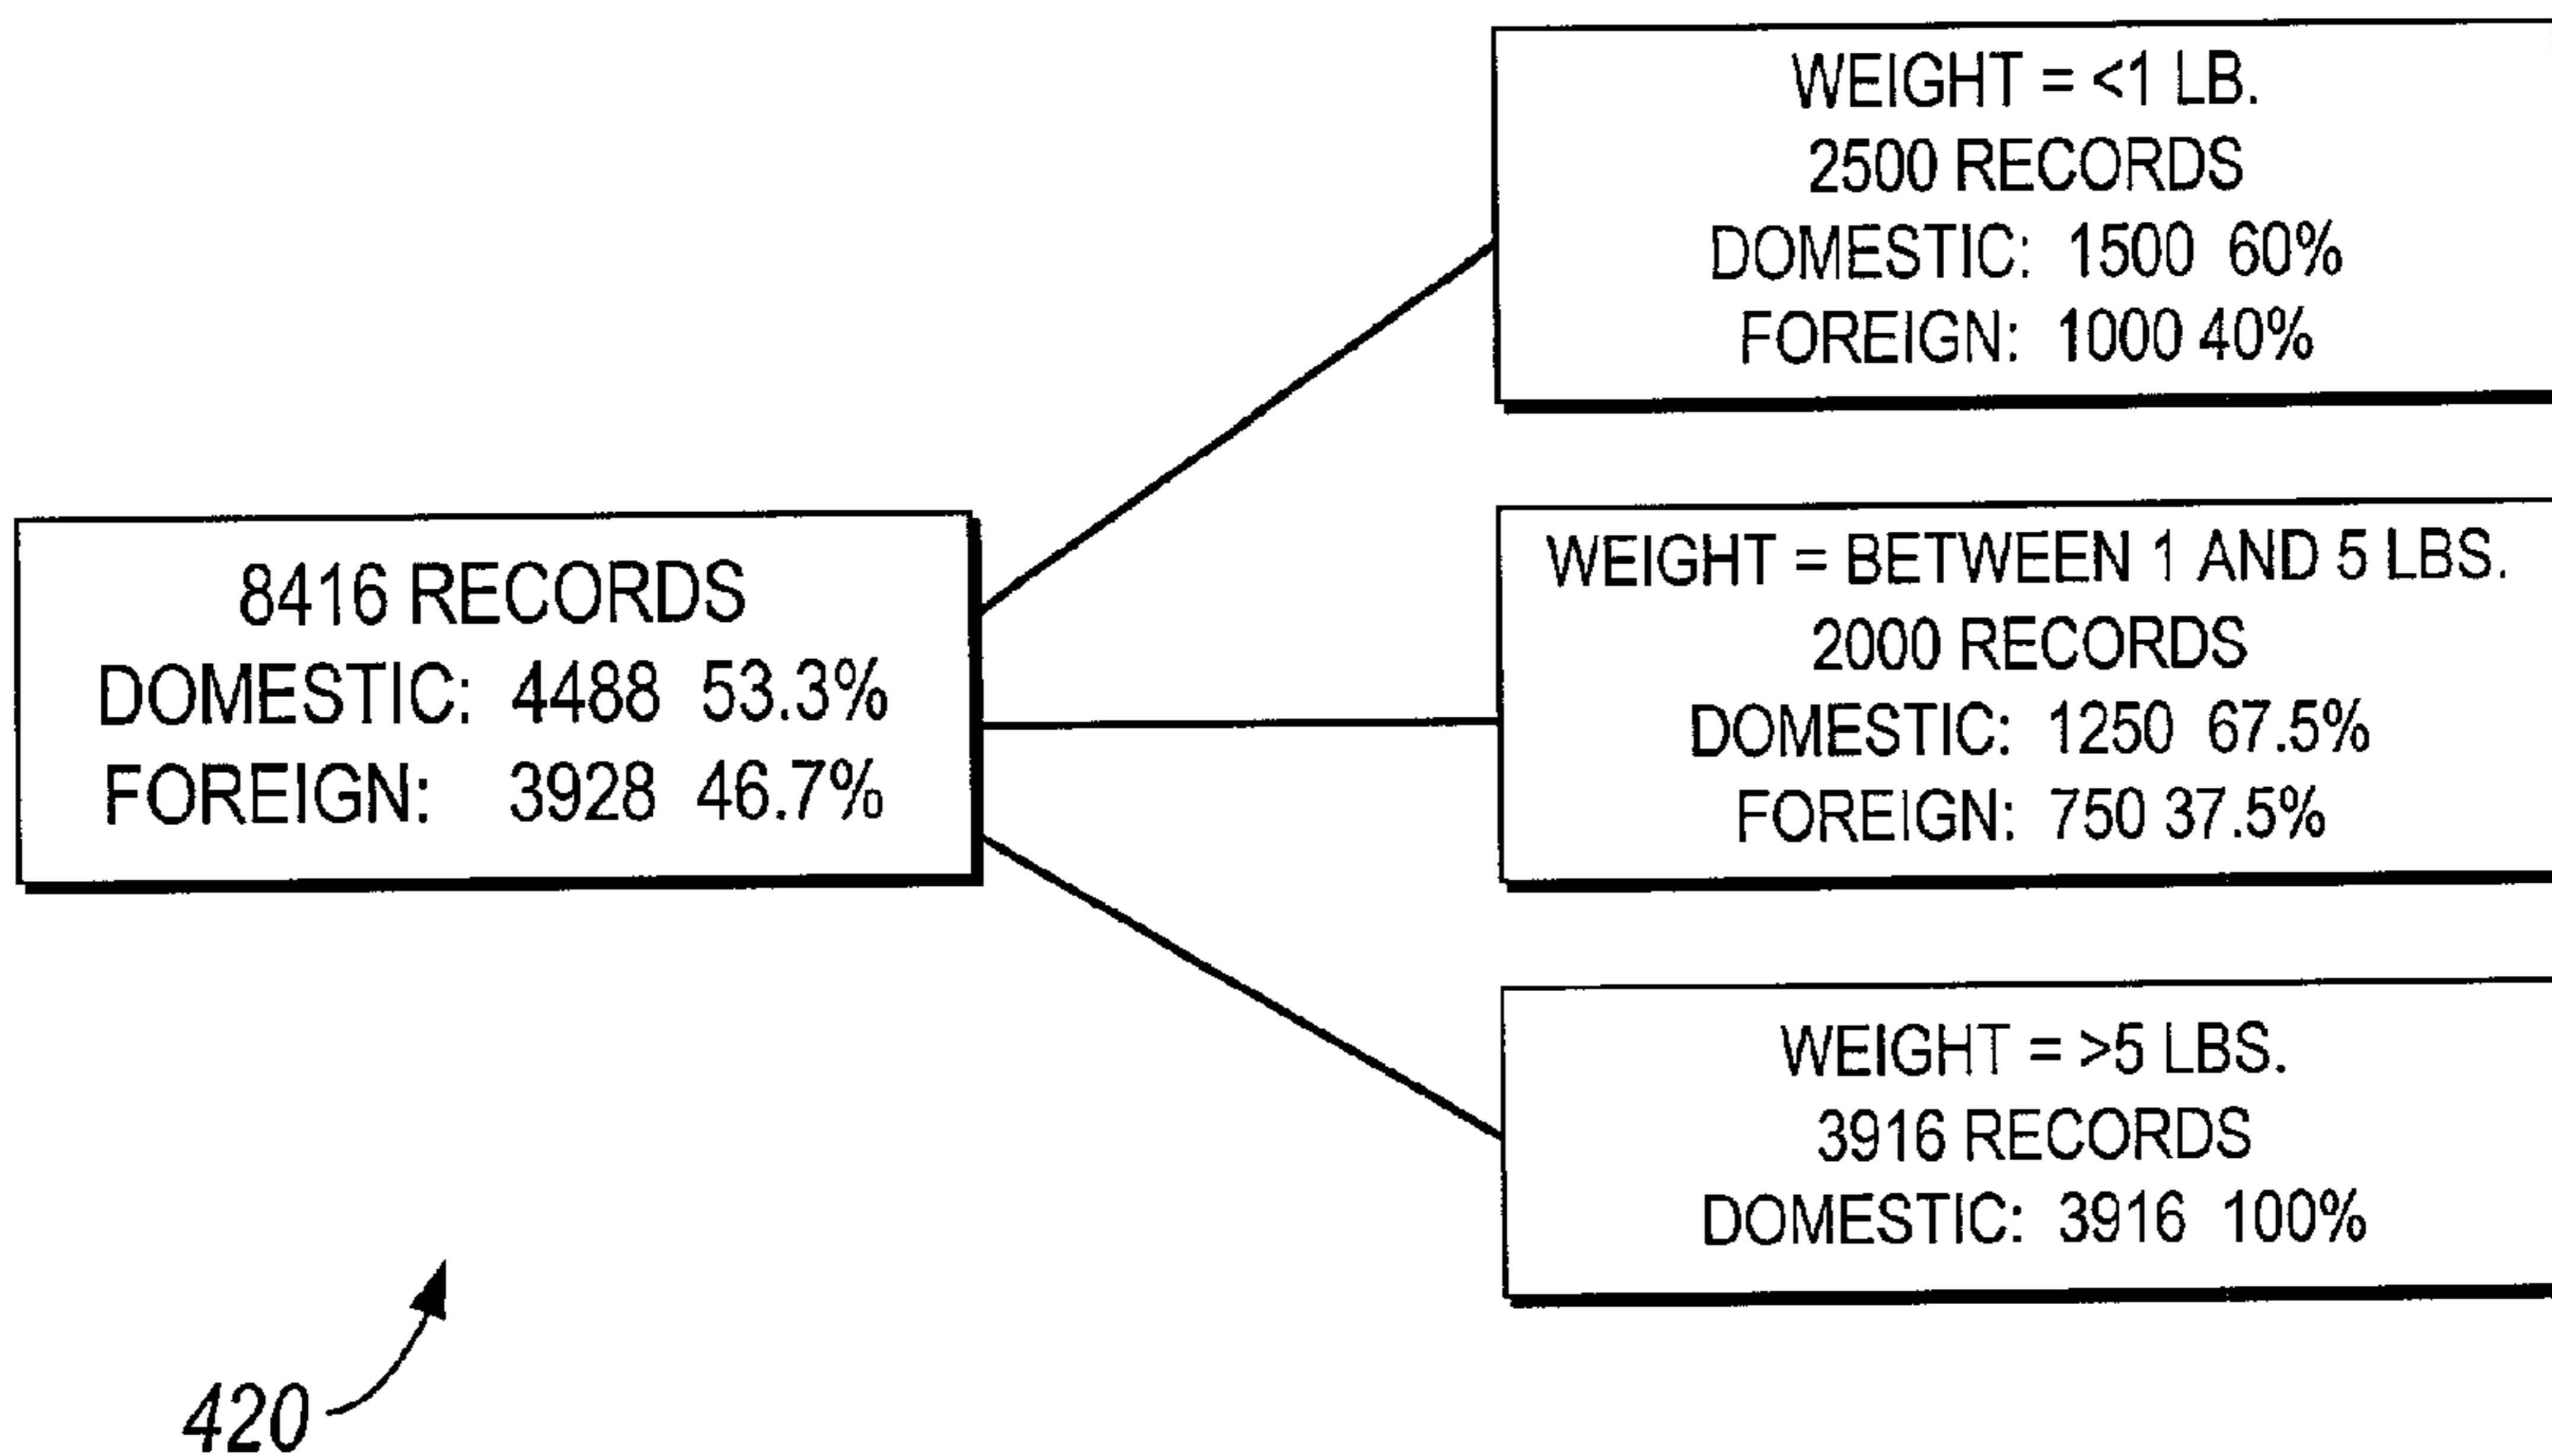 8416 RECORDS
DOMESTIC: 4488 53.3%
FOREIGN: 3928 46.7%
WEIGHT = <1 LB.
2500 RECORDS
DOMESTIC: 1500 60%
FOREIGN: 1000 40%
WEIGHT = BETWEEN 1 AND 5 LBS.
2000 RECORDS
DOMESTIC: 1250 67.5%
FOREIGN: 750 37.5%
WEIGHT = >5 LBS.
3916 RECORDS
DOMESTIC: 3916 100%
420